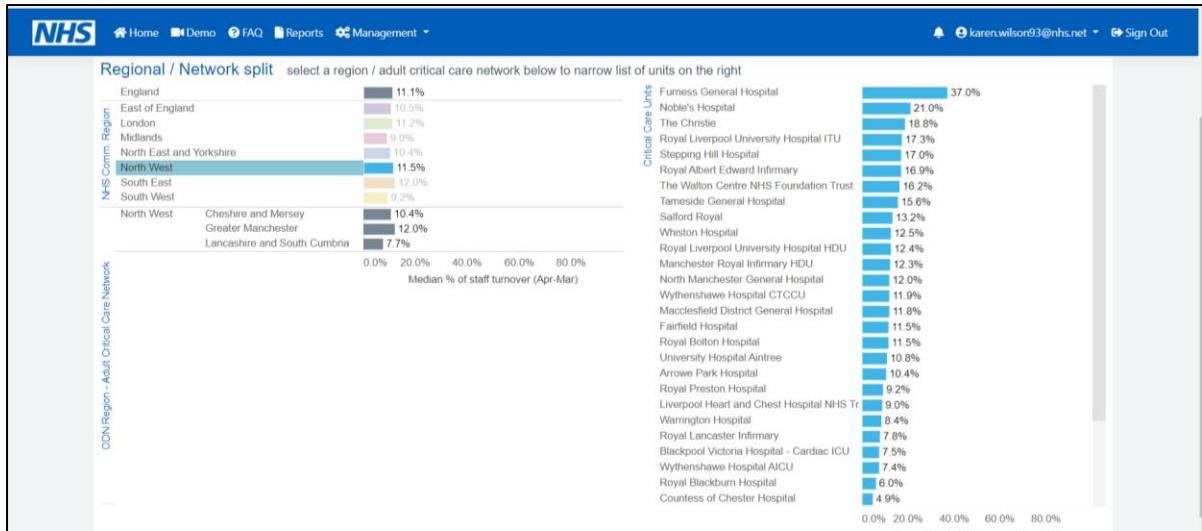 NHS Home Demo FAQ Reports Management karen.wilson93@nhs.net Sign Out
Regional / Network split select a region / adult critical care network below to narrow list of units on the right
NHS Comm. Region
England 11.1%
East of England 10.5%
London 11.2%
Midlands 9.0%
North East and Yorkshire 10.4%
North West 11.5%
South East 12.0%
South West 9.2%
ODN Region - Adult Critical Care Network
North West Cheshire and Mersey 10.4%
Greater Manchester 12.0%
Lancashire and South Cumbria 7.7%
0.0% 20.0% 40.0% 60.0% 80.0%
Median % of staff turnover (Apr-Mar)
Critical Care Units
Furness General Hospital 37.0%
Noble's Hospital 21.0%
The Christie 18.8%
Royal Liverpool University Hospital ITU 17.3%
Stepping Hill Hospital 17.0%
Royal Albert Edward Infirmary 16.9%
The Walton Centre NHS Foundation Trust 16.2%
Tameside General Hospital 15.6%
Salford Royal 13.2%
Whiston Hospital 12.5%
Royal Liverpool University Hospital HDU 12.4%
Manchester Royal Infirmary HDU 12.3%
North Manchester General Hospital 12.0%
Wythenshawe Hospital CTCCU 11.9%
Macclesfield District General Hospital 11.8%
Fairfield Hospital 11.5%
Royal Bolton Hospital 11.5%
University Hospital Aintree 10.8%
Arrowe Park Hospital 10.4%
Royal Preston Hospital 9.2%
Liverpool Heart and Chest Hospital NHS Tr. 9.0%
Warrington Hospital 8.4%
Royal Lancaster Infirmary 7.8%
Blackpool Victoria Hospital - Cardiac ICU 7.5%
Wythenshawe Hospital AICU 7.4%
Royal Blackburn Hospital 6.0%
Countess of Chester Hospital 4.9%
0.0% 20.0% 40.0% 60.0% 80.0%